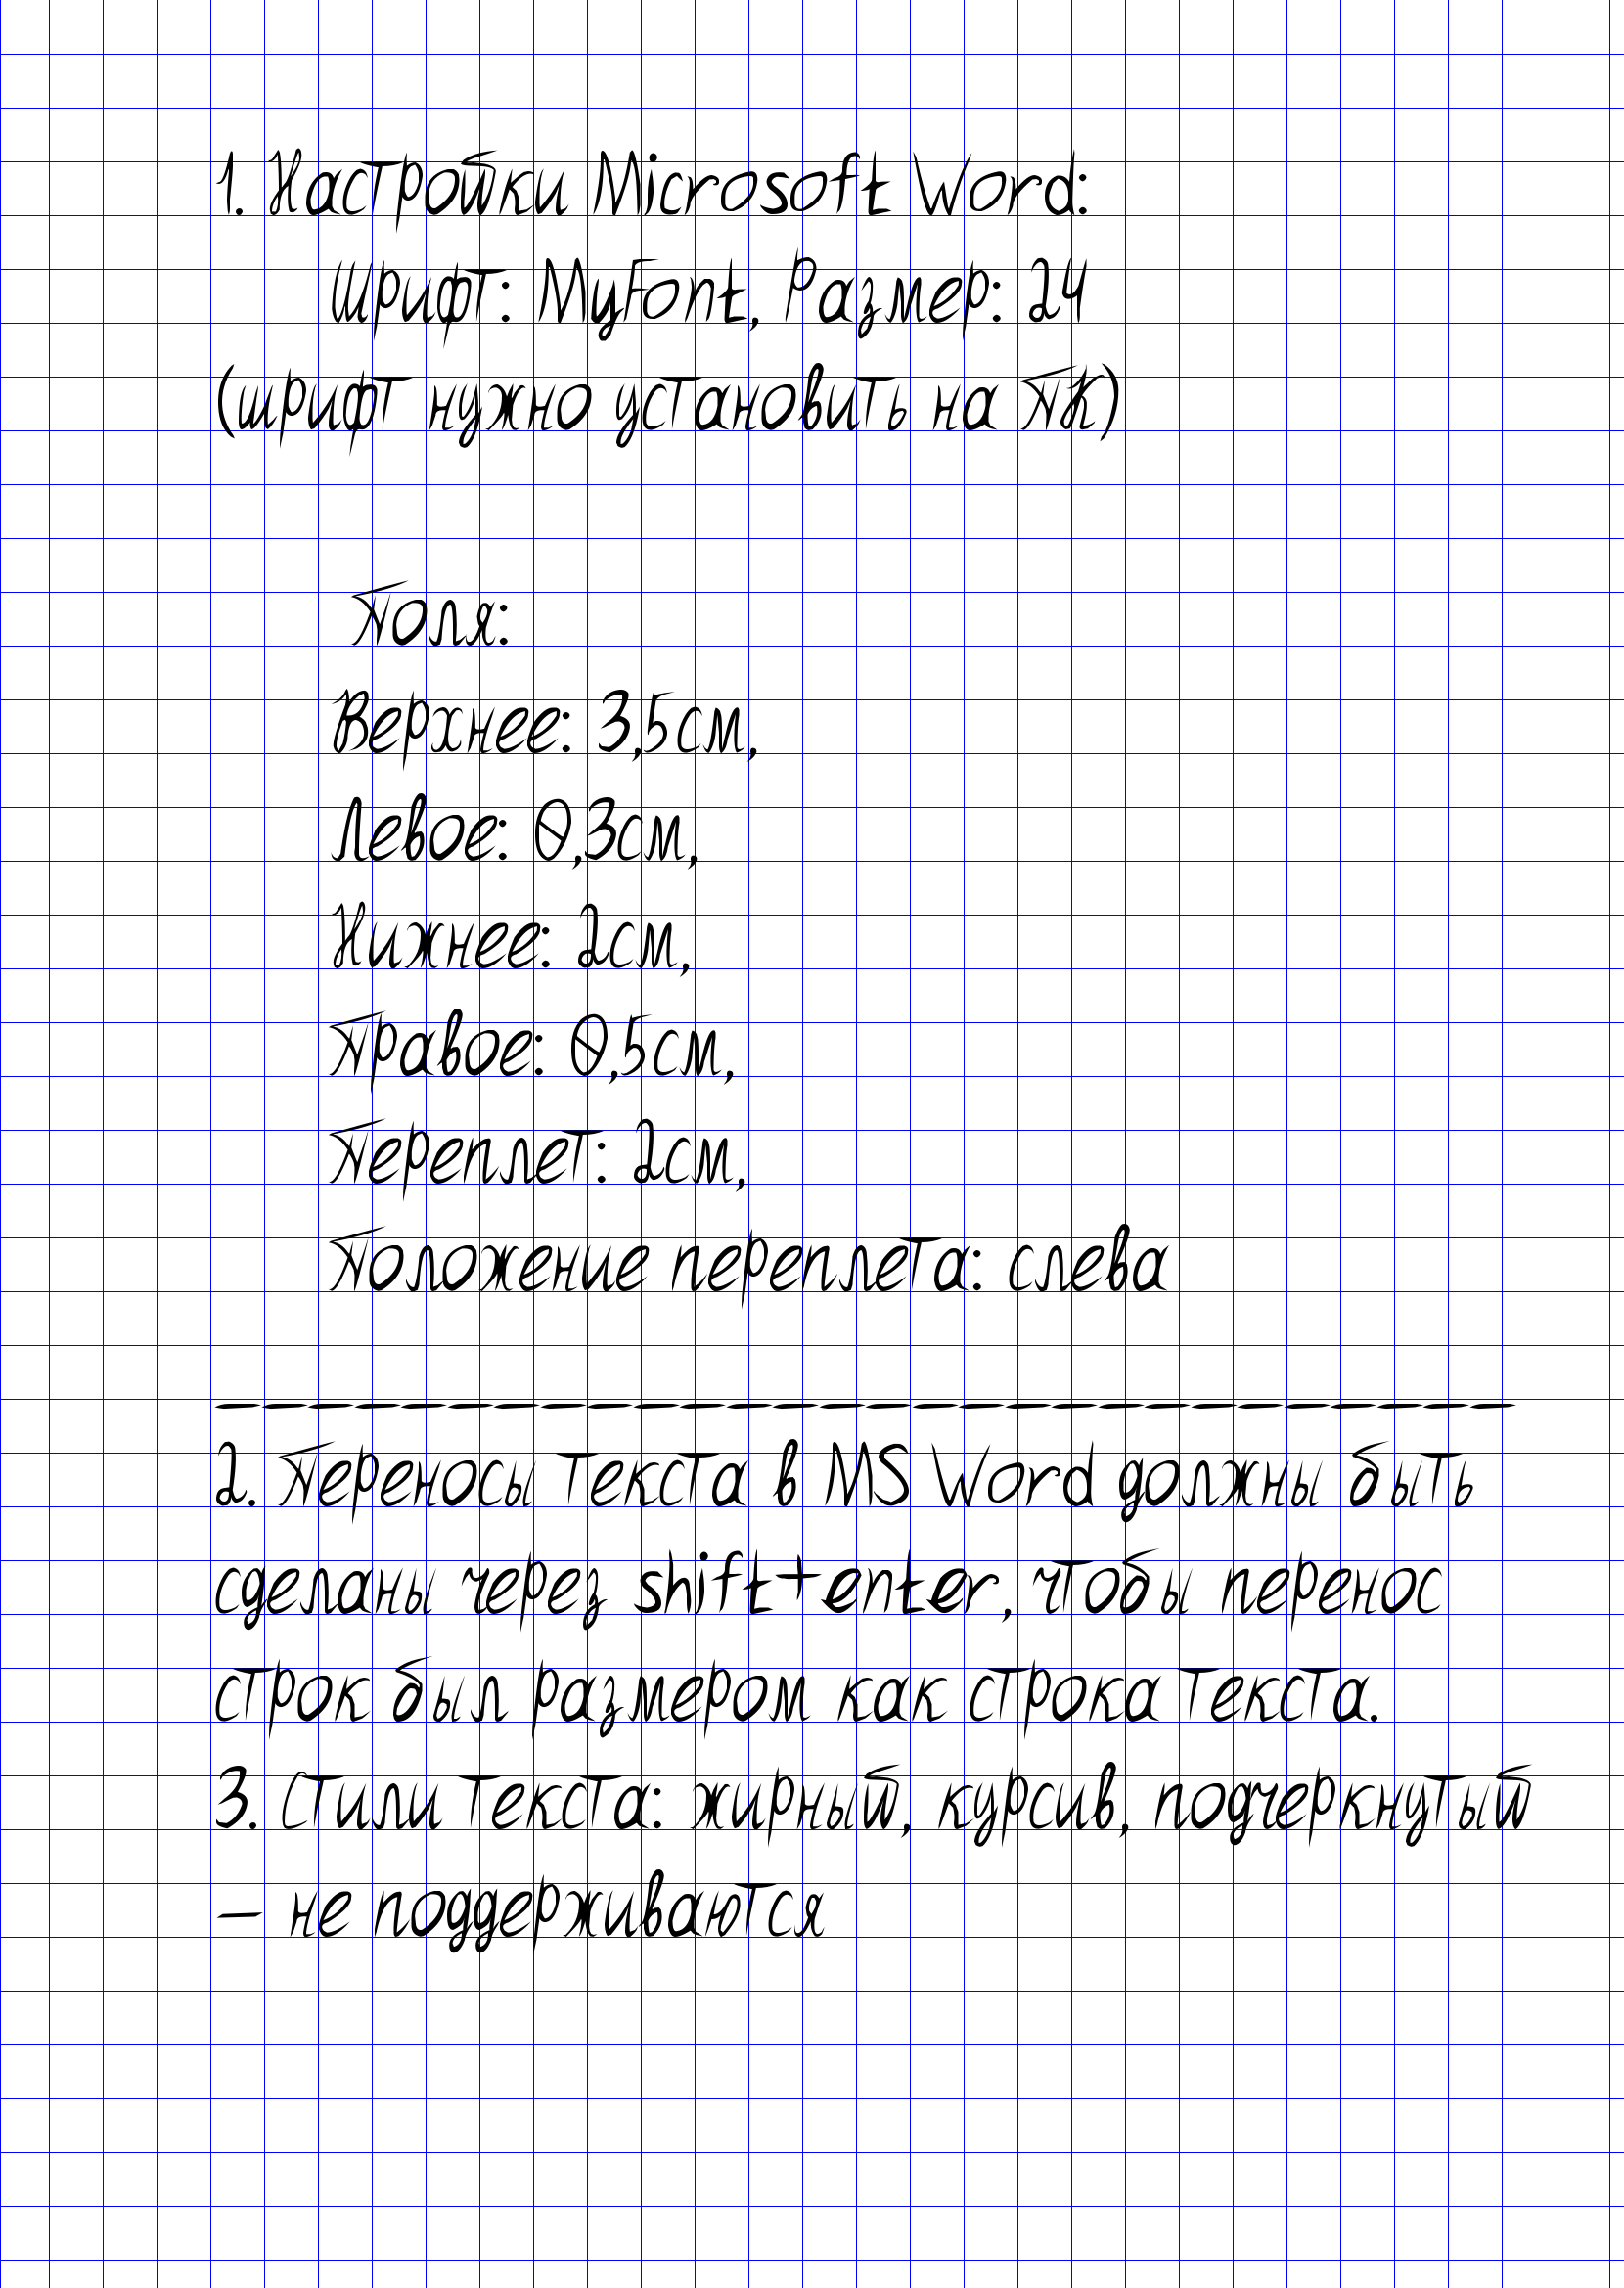 1. Настройки Microsoft Word:
Шрифт: MyFont, Размер: 24
(шрифт нужно установить на ПК)
Поля:
Верхнее: 3,5см,
Левое: 0,3см,
Нижнее: 2см,
Правое: 0,5см,
Переплет: 2см,
Положение переплета: слева
____________________________
2. Переносы текста в MS Word должны быть
сделаны через shift+enter, чтобы перенос
строк был размером как строка текста.
3. Стили текста: жирный, курсив, подчеркнутый
– не поддерживаются